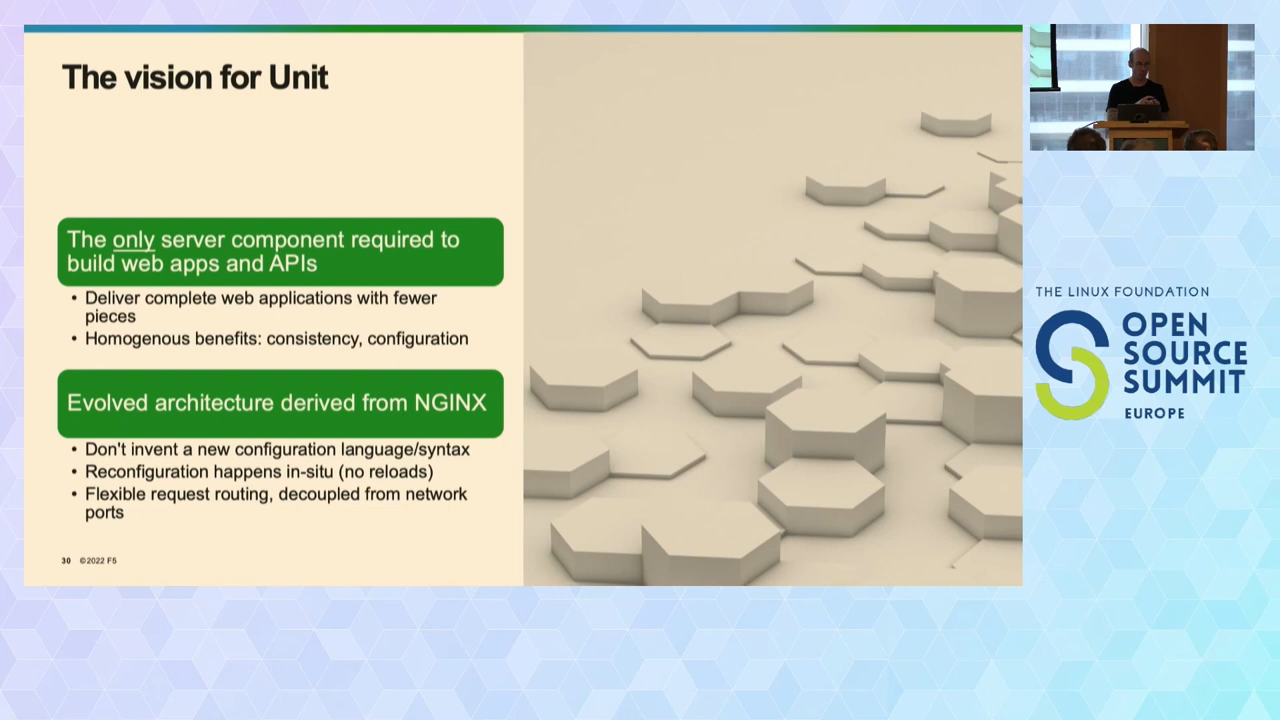 The vision for Unit
The only server component required to
build web apps and APIs
• Deliver complete web applications with fewer
pieces
• Homogenous benefits: consistency, configuration
Evolved architecture derived from NGINX
• Don't invent a new configuration language/syntax
• Reconfiguration happens in-situ (no reloads)
• Flexible request routing, decoupled from network
ports
30 ©2022 F5
THE LINUX FOUNDATION
OPEN
SOURCE
SUMMIT
EUROPE